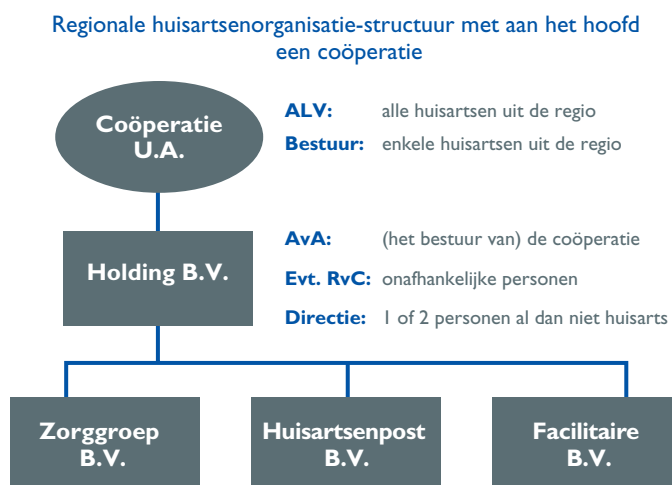 Regionale huisartsenorganisatie-structuur met aan het hoofd
een coöperatie
Coöperatie
U.A.
ALV: alle huisartsen uit de regio
Bestuur: enkele huisartsen uit de regio
Holding B.V.
AvA: (het bestuur van) de coöperatie
Evt. RvC: onafhankelijke personen
Directie: 1 of 2 personen al dan niet huisarts
Zorggroep
B.V.
Huisartsenpost
B.V.
Facilitaire
B.V.